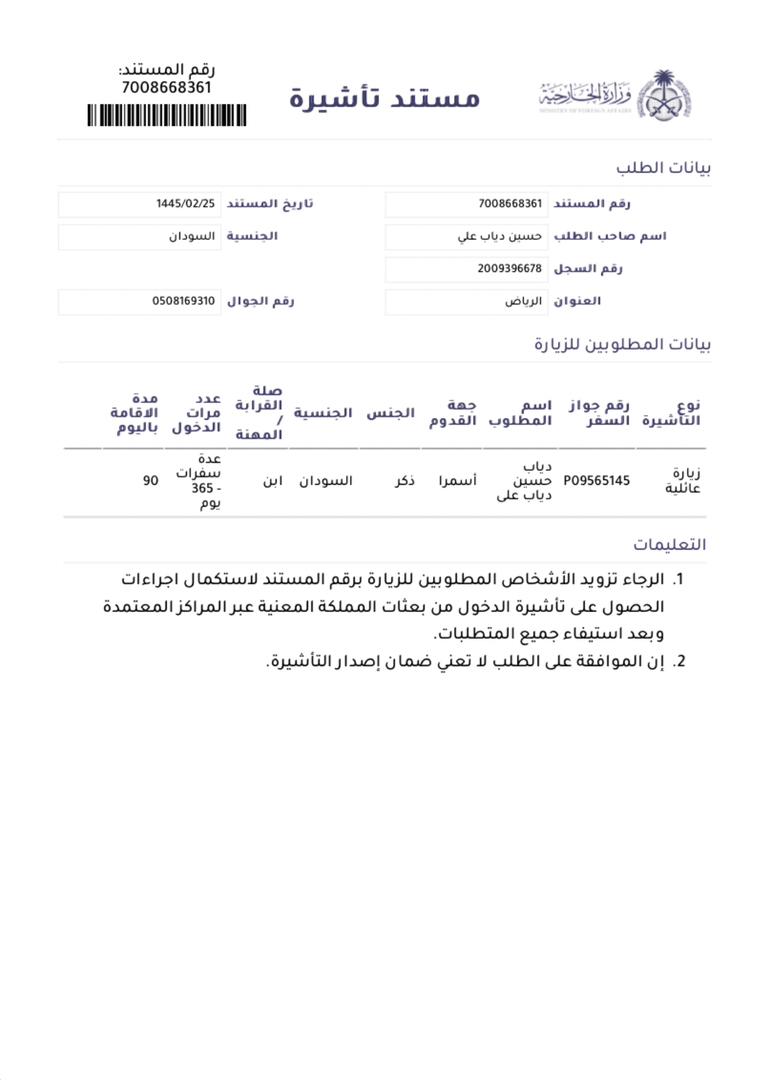 وزارة الخارجية
MINISTRY OF FOREIGN AFFAIRS
مستند تأشيرة
رقم المستند:
7008668361
بيانات الطلب
رقم المستند 7008668361 تاريخ المستند 1445/02/25
اسم صاحب الطلب حسين دياب علي الجنسية السودان
رقم السجل 2009396678
العنوان الرياض رقم الجوال 0508169310
بيانات المطلوبين للزيارة
نوع التأشيرة
رقم جواز السفر
اسم المطلوب
جهة القدوم
الجنس
الجنسية
صلة القرابة / المهنة
عدد مرات الدخول
مدة الاقامة باليوم
زيارة عائلية
P09565145
دياب حسين دياب على
أسمرا
ذكر
السودان
ابن
عدة سفرات - 365 يوم
90
التعليمات
1. الرجاء تزويد الأشخاص المطلوبين للزيارة برقم المستند لاستكمال اجراءات
الحصول على تأشيرة الدخول من بعثات المملكة المعنية عبر المراكز المعتمدة
وبعد استيفاء جميع المتطلبات.
2. إن الموافقة على الطلب لا تعني ضمان إصدار التأشيرة.